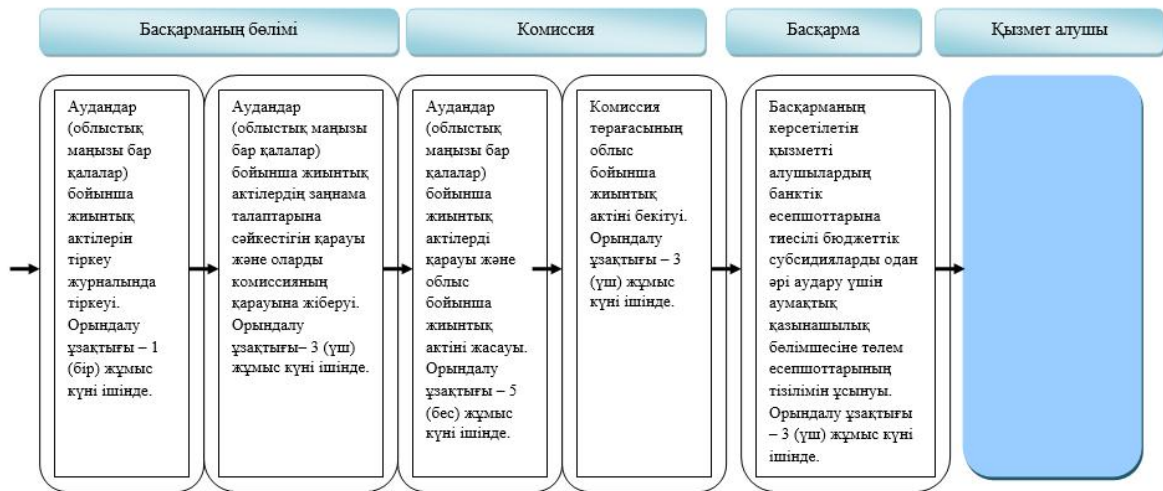 Басқарманың бөлімі
Комиссия
Басқарма
Қызмет алушы
Аудандар
(облыстық
маңызы бар
қалалар)
бойынша
жиынтық
актілерін
тіркеу
журналында
тіркеуі.
Орындалу
ұзақтығы – 1
(бір) жұмыс
күні ішінде.
Аудандар
(облыстық маңызы
бар қалалар)
бойынша жиынтық
актілердің заңнама
талаптарына
сәйкестігін қарауы
және оларды
комиссияның
қарауына жіберуі.
Орындалу
ұзақтығы– 3 (үш)
жұмыс күні ішінде.
Аудандар
(облыстық
маңызы бар
қалалар)
бойынша
жиынтық
актілерді
қарауы және
облыс
бойынша
жиынтық
актіні жасауы.
Орындалу
ұзақтығы – 5
(бес) жұмыс
күні ішінде.
Комиссия
төрағасының
облыс
бойынша
жиынтық
актіні бекітуі.
Орындалу
ұзақтығы – 3
(үш) жұмыс
күні ішінде.
Басқарманың
көрсетілетін
қызметті
алушылардың
банктік
есепшоттарына
тиесілі бюджеттік
субсидияларды одан
әрі аудару үшін
аумақтық
қазынашылық
бөлімшесіне төлем
есепшоттарының
тізілімін ұсынуы.
Орындалу ұзақтығы
– 3 (үш) жұмыс күні
ішінде.